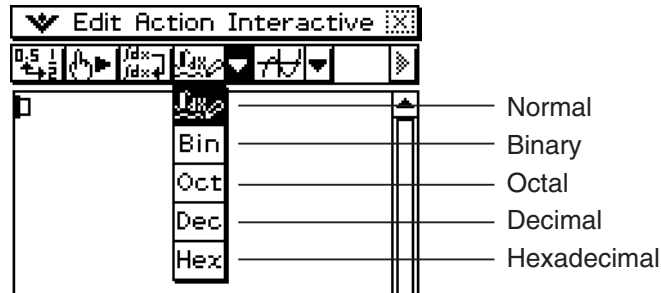 Edit Action Interactive
Normal
Bin Binary
Oct Octal
Dec Decimal
Hex Hexadecimal